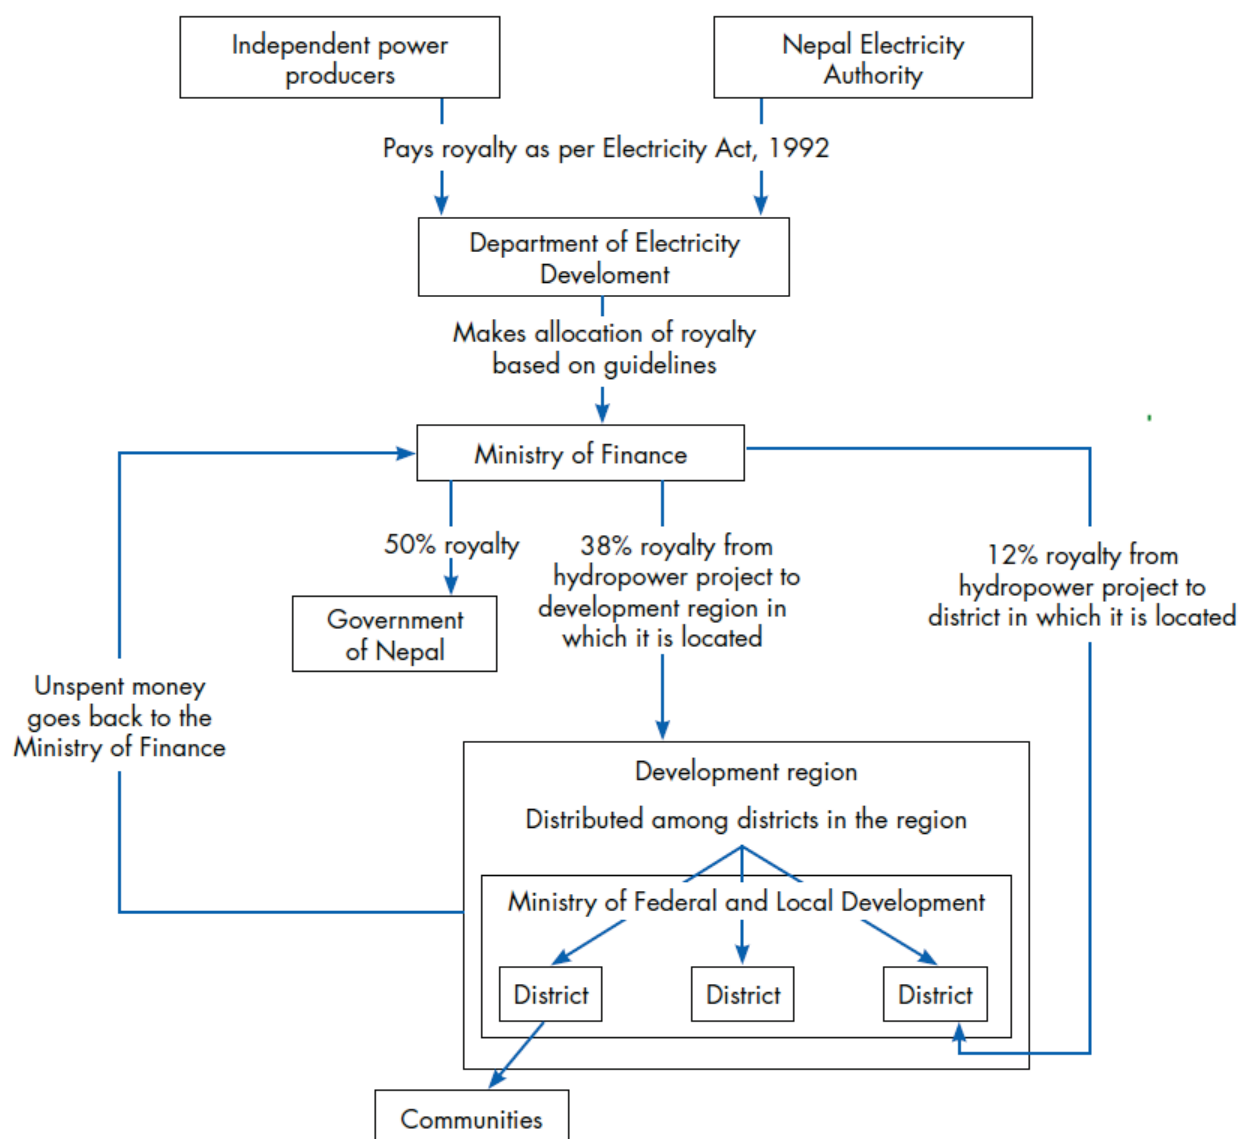 Independent power
producers
Nepal Electricity
Authority
Pays royalty as per Electricity Act, 1992
Department of Electricity
Develoment
Makes allocation of royalty
based on guidelines
Ministry of Finance
50% royalty
38% royalty from
hydropower project to
development region in
which it is located
12% royalty from
hydropower project to
district in which it is located
Government
of Nepal
Unspent money
goes back to the
Ministry of Finance
Development region
Distributed among districts in the region
Ministry of Federal and Local Development
District
District
District
Communities